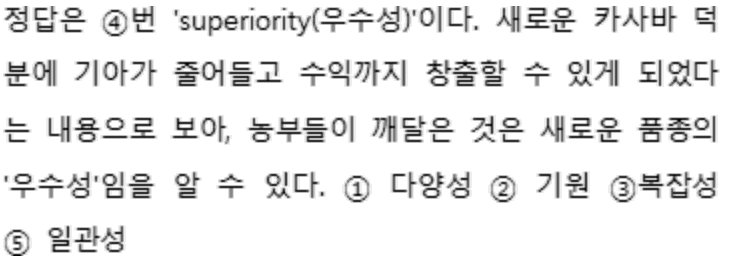 정답은 ④번 'superiority(우수성)'이다. 새로운 카사바 덕
분에 기아가 줄어들고 수익까지 창출할 수 있게 되었다
는 내용으로 보아, 농부들이 깨달은 것은 새로운 품종의
'우수성'임을 알 수 있다. ① 다양성 ② 기원 ③복잡성
⑤ 일관성